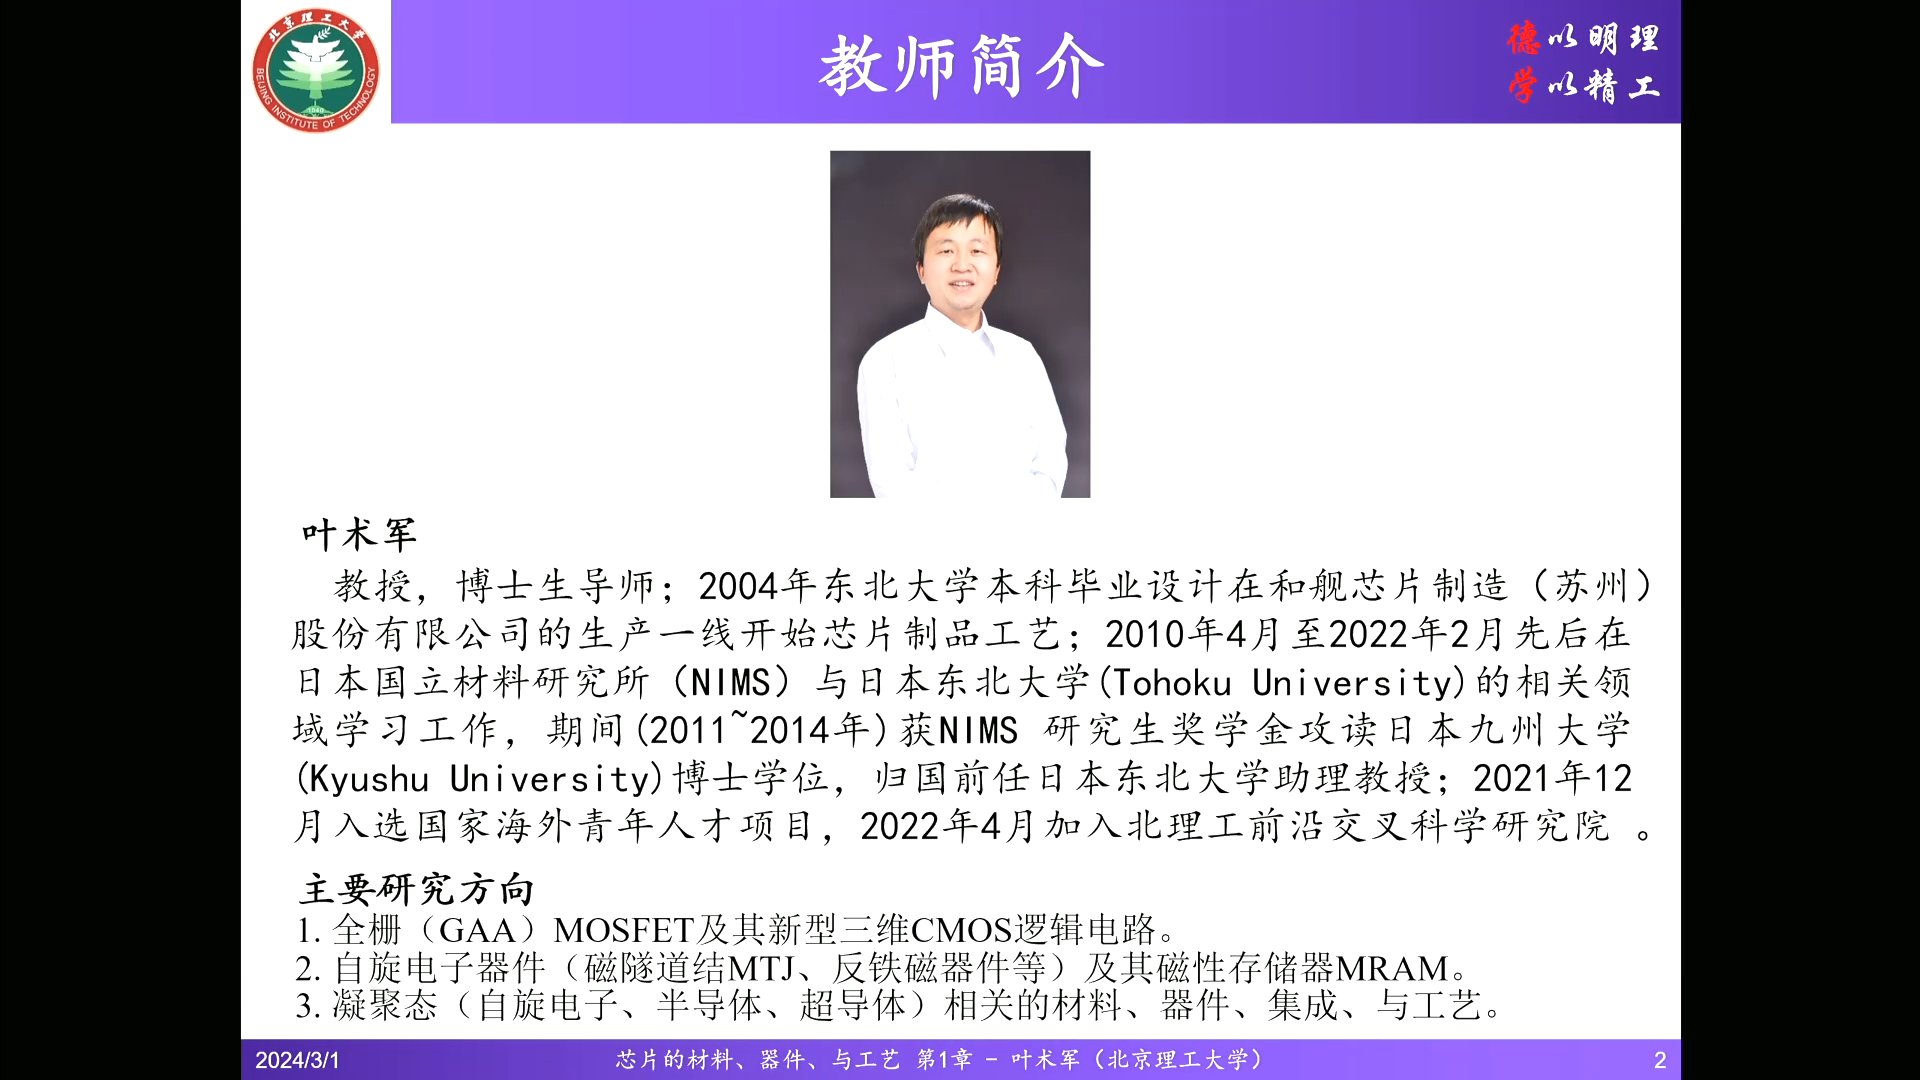 北京理工大学
BEIJING INSTITUTE OF TECHNOLOGY
1940
教师简介
德以明理
学以精工
叶术军
教授，博士生导师；2004年东北大学本科毕业设计在和舰芯片制造（苏州）
股份有限公司的生产一线开始芯片制品工艺；2010年4月至2022年2月先后在
日本国立材料研究所（NIMS）与日本东北大学(Tohoku University)的相关领
域学习工作，期间(2011~2014年)获NIMS 研究生奖学金攻读日本九州大学
(Kyushu University)博士学位，归国前任日本东北大学助理教授；2021年12
月入选国家海外青年人才项目，2022年4月加入北理工前沿交叉科学研究院 。
主要研究方向
1. 全栅（GAA）MOSFET及其新型三维CMOS逻辑电路。
2. 自旋电子器件（磁隧道结MTJ、反铁磁器件等）及其磁性存储器MRAM。
3. 凝聚态（自旋电子、半导体、超导体）相关的材料、器件、集成、与工艺。
2024/3/1
芯片的材料、器件、与工艺 第1章 - 叶术军（北京理工大学）
2